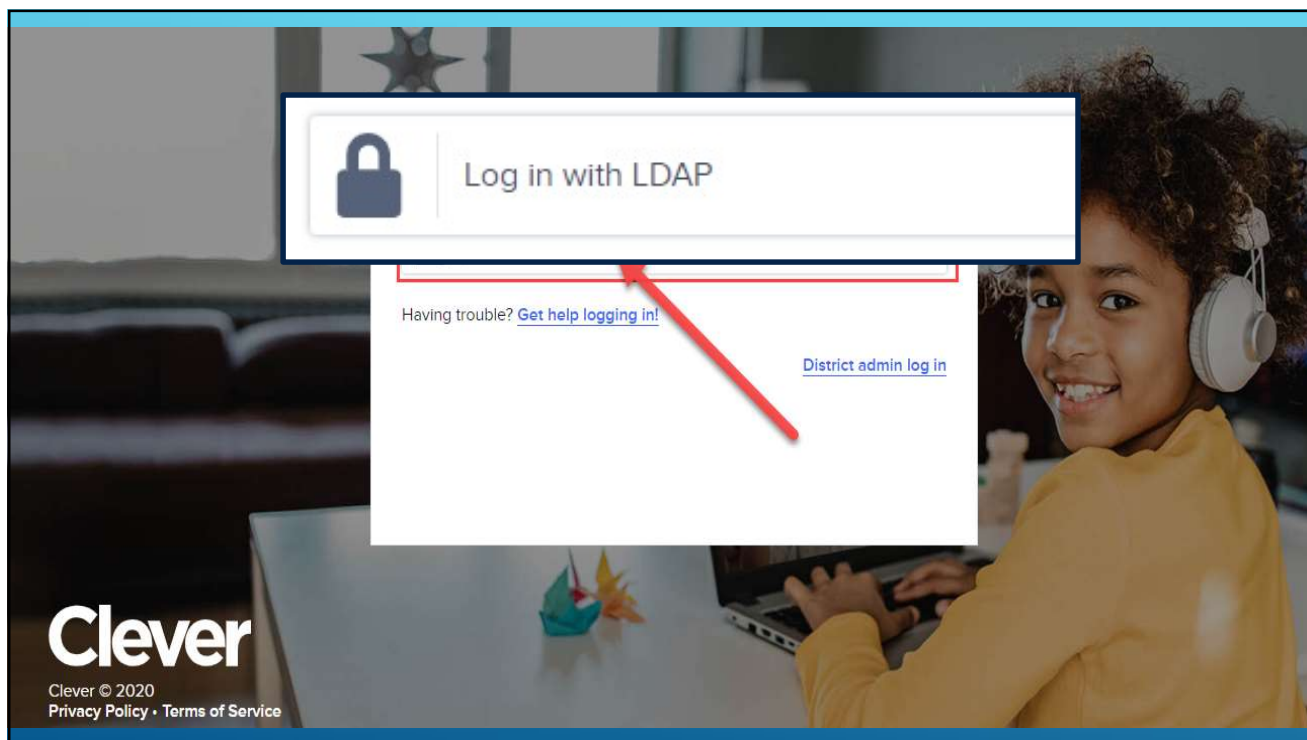 Log in with LDAP
Having trouble? Get help logging in!
District admin log in
Clever
Clever © 2020
Privacy Policy • Terms of Service